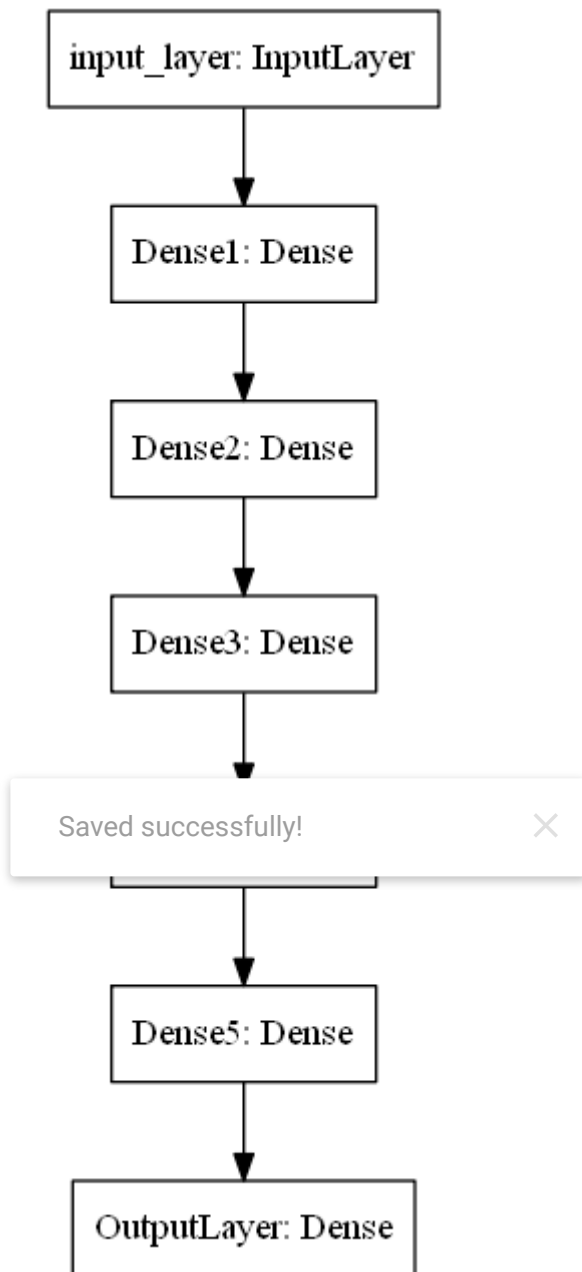 input_layer: InputLayer
Dense1: Dense
Dense2: Dense
Dense3: Dense
Saved successfully!
Dense5: Dense
OutputLayer: Dense